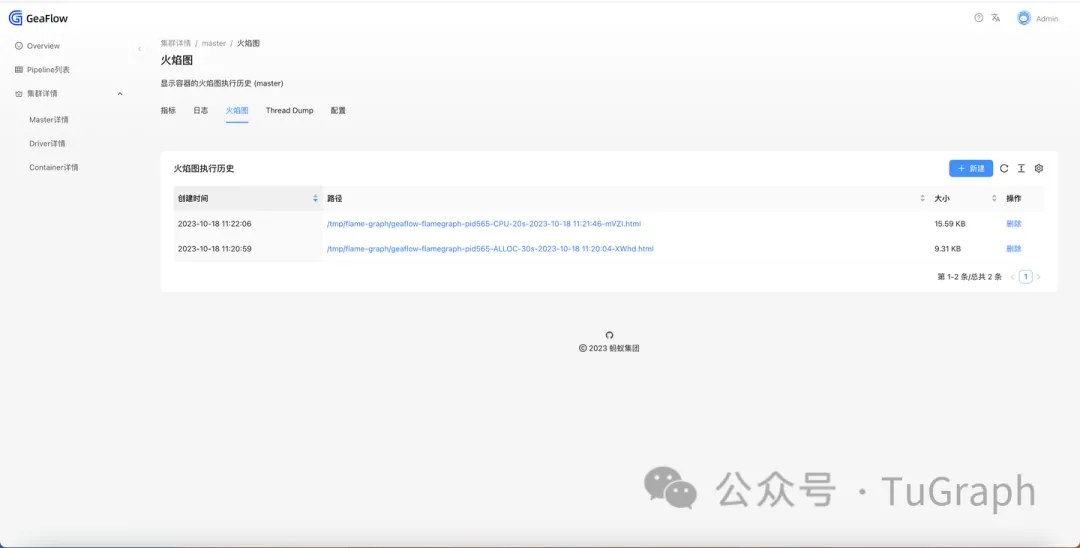 GeaFlow
Admin
Overview
Pipeline列表
集群详情
Master详情
Driver详情
Container详情
集群详情 / master / 火焰图
火焰图
显示容器的火焰图执行历史 (master)
指标 日志 火焰图 Thread Dump 配置
火焰图执行历史
+ 新建
创建时间 路径 大小 操作
2023-10-18 11:22:06 /tmp/flame-graph/geaflow-flamegraph-pid565-CPU-20s-2023-10-18 11:21:46-mVZI.html 15.59 KB 删除
2023-10-18 11:20:59 /tmp/flame-graph/geaflow-flamegraph-pid565-ALLOC-30s-2023-10-18 11:20:04-XWhd.html 9.31 KB 删除
第 1-2 条/总共 2 条 < 1 >
© 2023 蚂蚁集团
公众号 · TuGraph